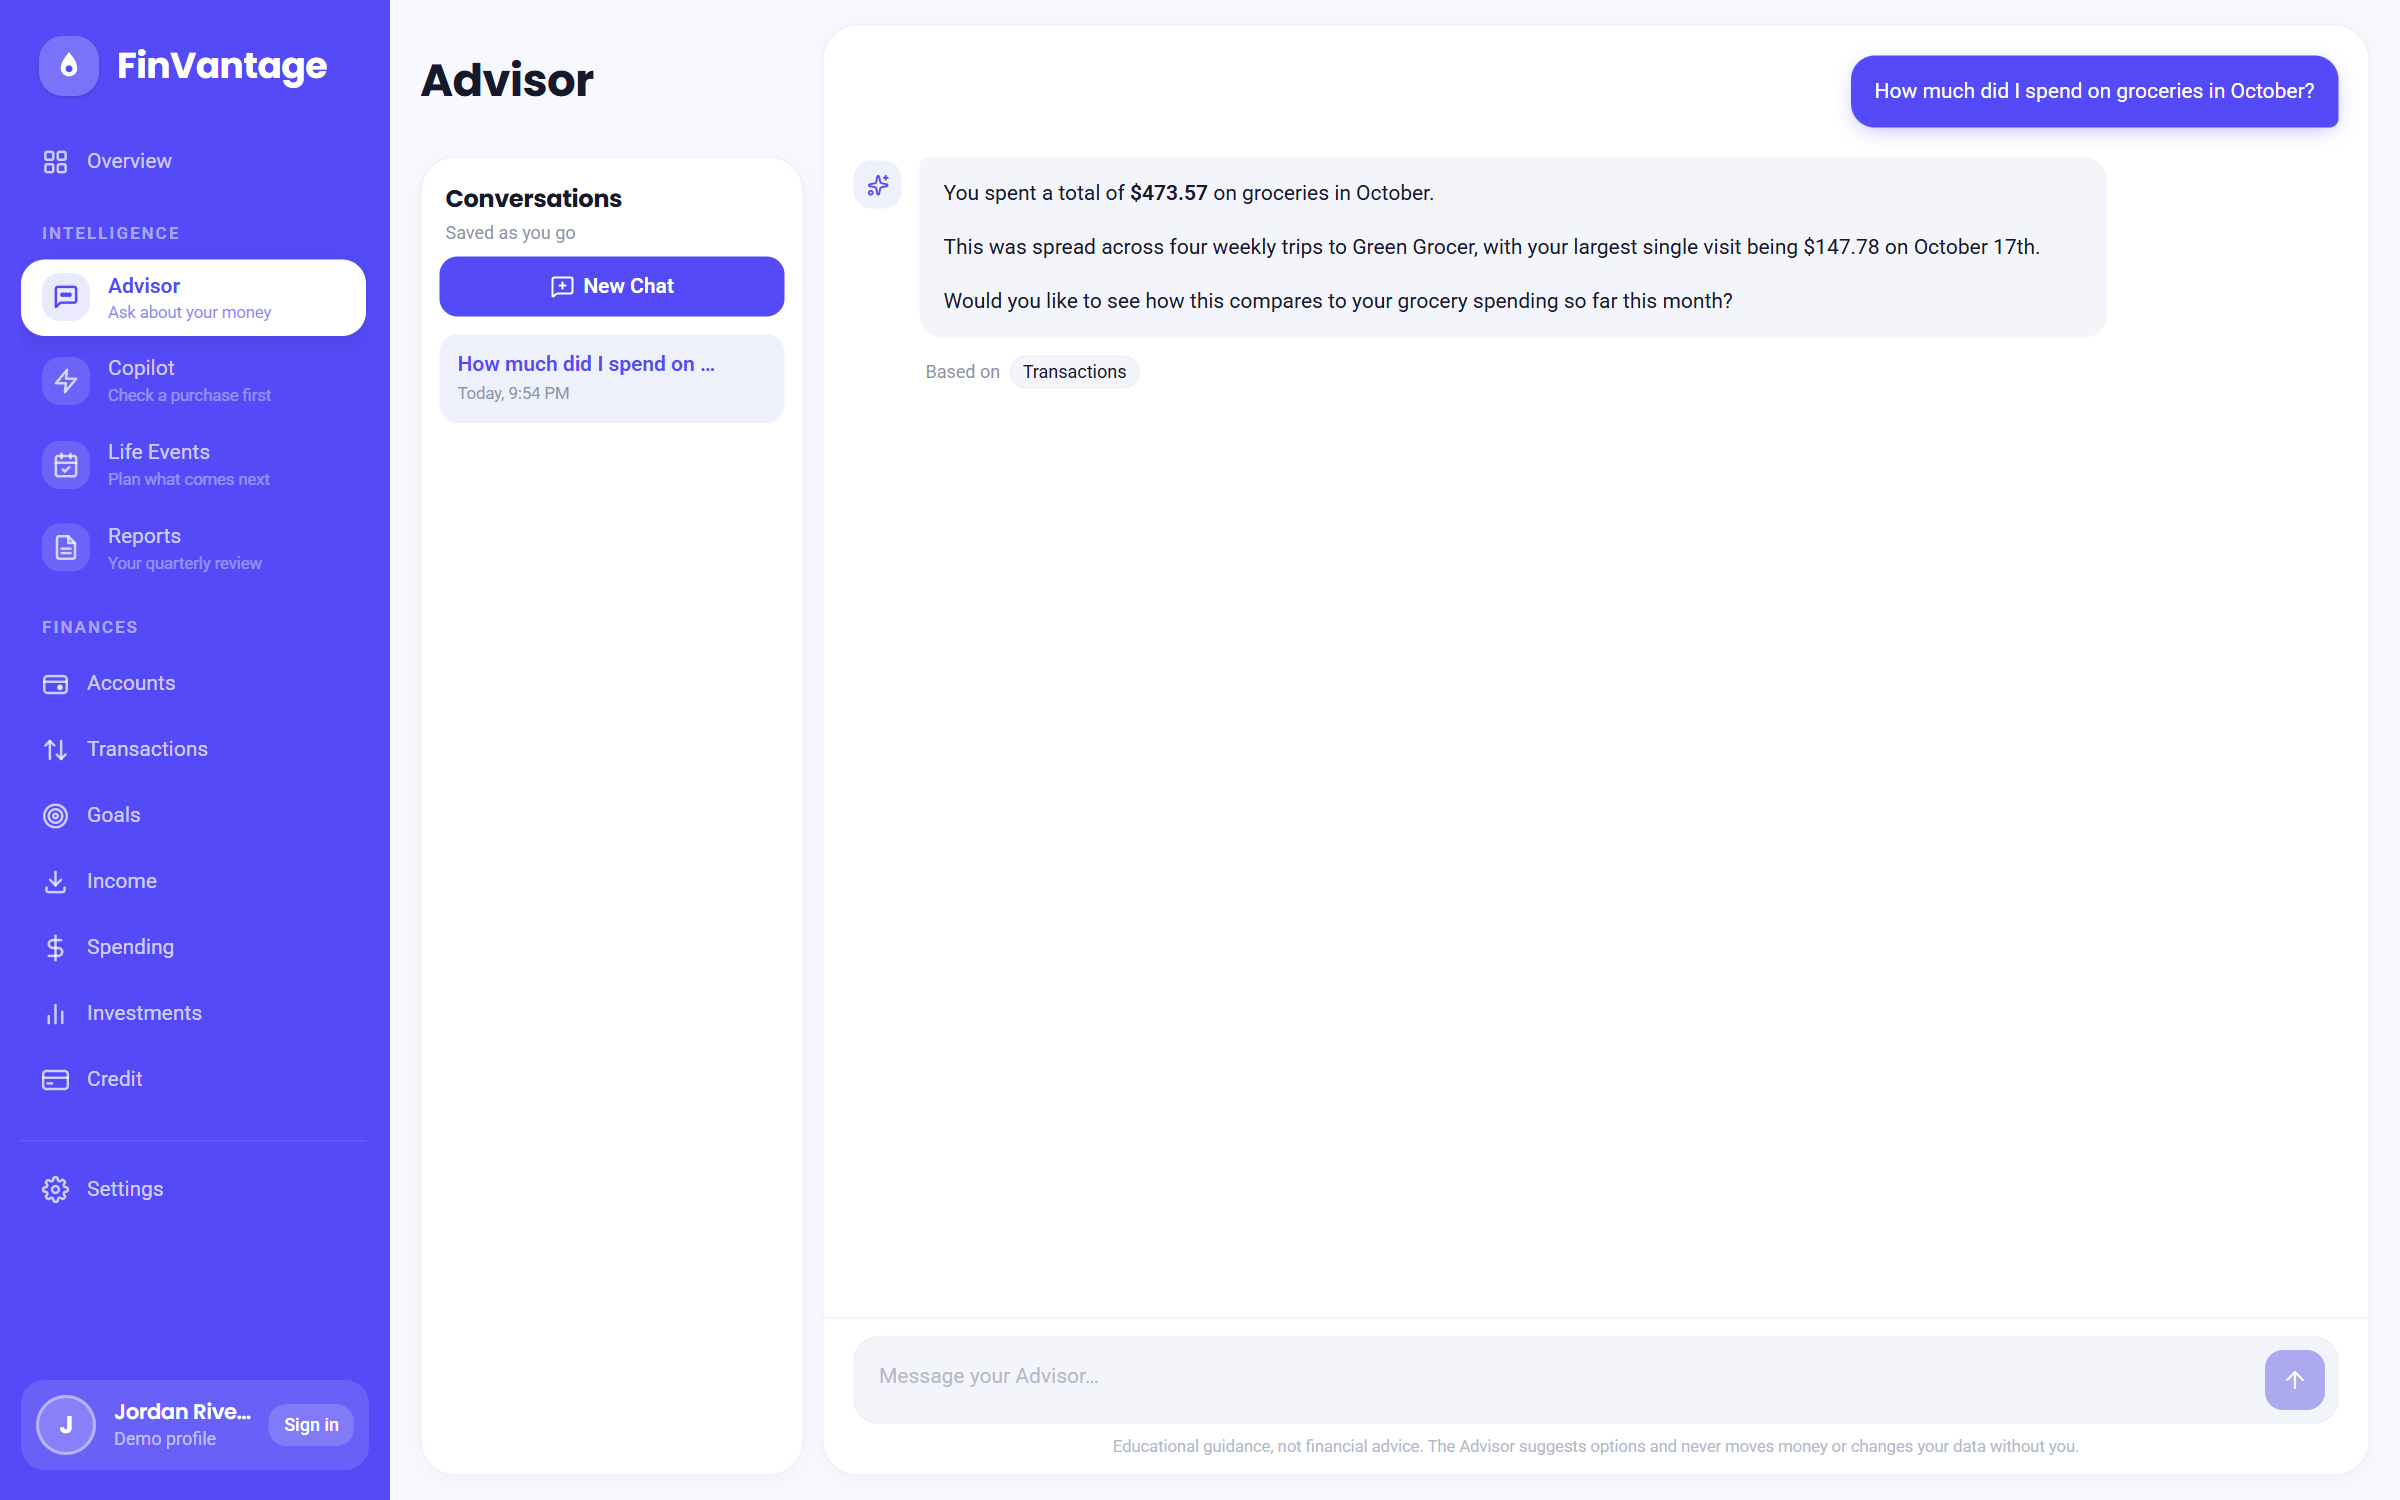 FinVantage
Overview
INTELLIGENCE
Advisor
Ask about your money
Copilot
Check a purchase first
Life Events
Plan what comes next
Reports
Your quarterly review
FINANCES
Accounts
Transactions
Goals
Income
Spending
Investments
Credit
Settings
J
Jordan Rive...
Demo profile
Sign in
Advisor
Conversations
Saved as you go
New Chat
How much did I spend on ...
Today, 9:54 PM
How much did I spend on groceries in October?
You spent a total of $473.57 on groceries in October.
This was spread across four weekly trips to Green Grocer, with your largest single visit being $147.78 on October 17th.
Would you like to see how this compares to your grocery spending so far this month?
Based on Transactions
Message your Advisor...
Educational guidance, not financial advice. The Advisor suggests options and never moves money or changes your data without you.